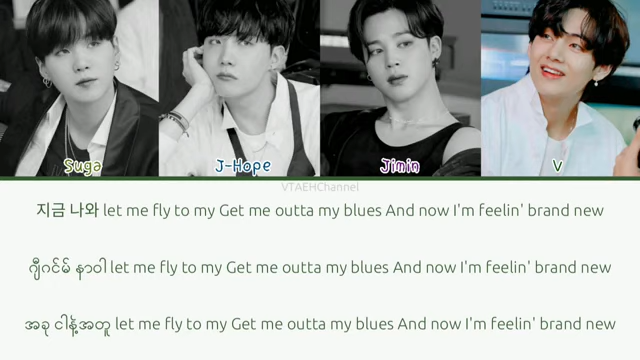 Suga
J-Hope
Jimin
V
VTAEHChannel
지금 나와 let me fly to my Get me outta my blues And now I'm feelin' brand new
ဂျီဂင်မ် နာဝါ let me fly to my Get me outta my blues And now I'm feelin' brand new
အခု ငါနဲ့အတူ let me fly to my Get me outta my blues And now I'm feelin' brand new